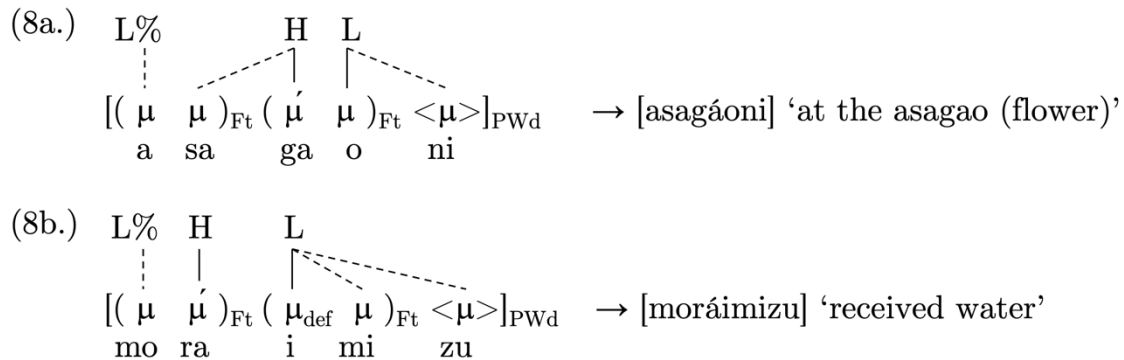 (8a.) L% H L
[( μ μ )Ft ( μ́ μ )Ft <μ>]PWd → [asagáoni] ‘at the asagao (flower)’
a sa ga o ni
(8b.) L% H L
[( μ μ́ )Ft ( μdef μ )Ft <μ>]PWd → [moráimizu] ‘received water’
mo ra i mi zu